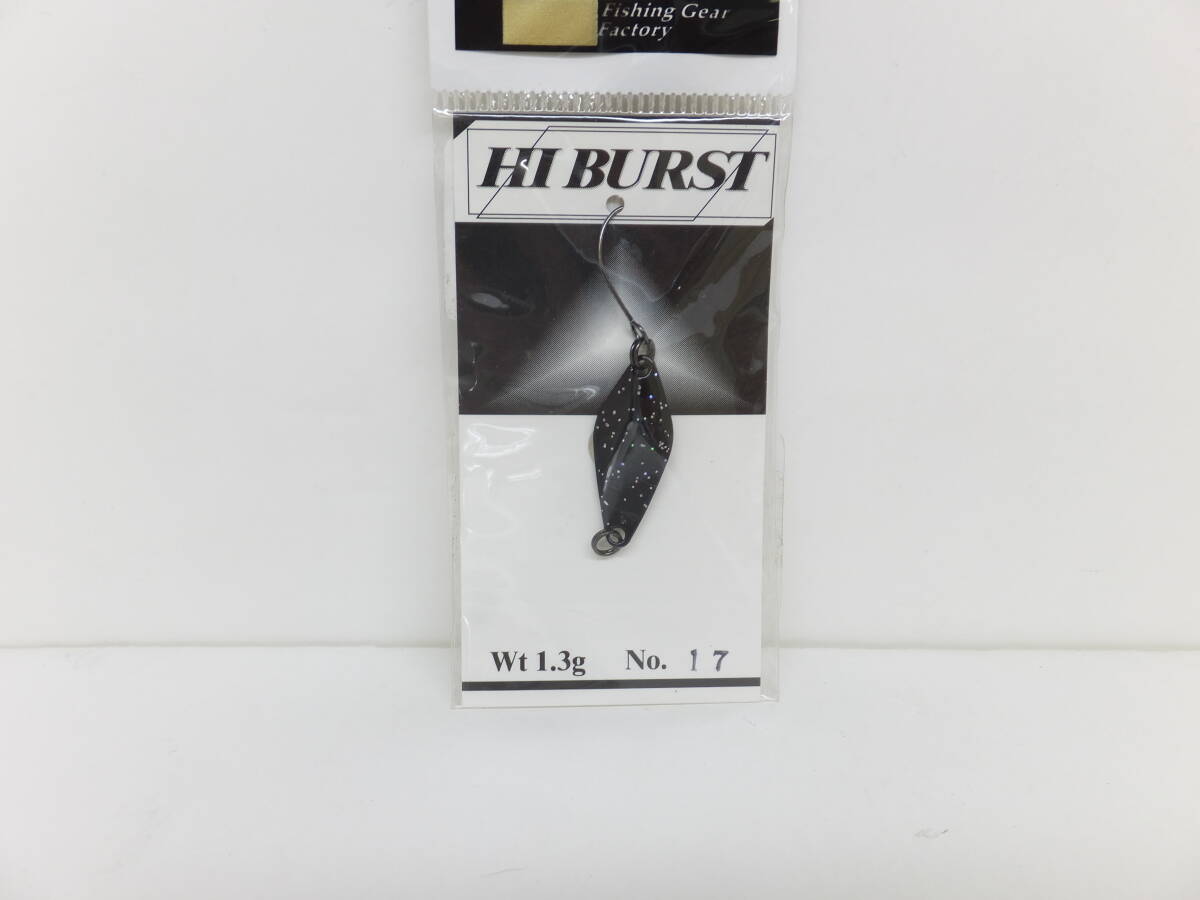 Fishing Gear
Factory
HI BURST
Wt 1.3g No. 17